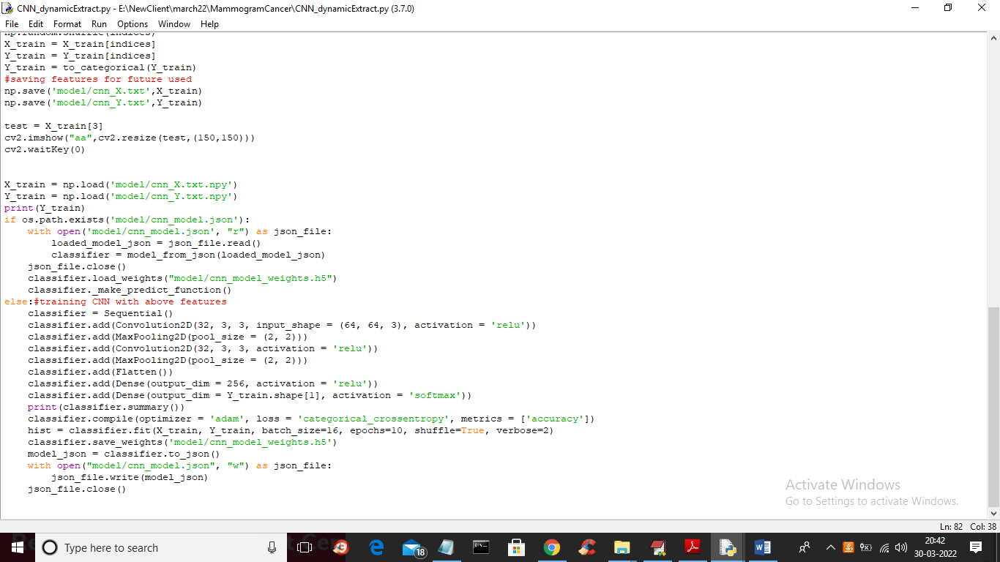 CNN_dynamicExtract.py - E:\NewClient\march22\MammogramCancer\CNN_dynamicExtract.py (3.7.0)
File Edit Format Run Options Window Help
np.random.shuffle(indices)
X_train = X_train[indices]
Y_train = Y_train[indices]
Y_train = to_categorical(Y_train)
#saving features for future used
np.save('model/cnn_X.txt',X_train)
np.save('model/cnn_Y.txt',Y_train)
test = X_train[3]
cv2.imshow("aa",cv2.resize(test,(150,150)))
cv2.waitKey(0)
X_train = np.load('model/cnn_X.txt.npy')
Y_train = np.load('model/cnn_Y.txt.npy')
print(Y_train)
if os.path.exists('model/cnn_model.json'):
    with open('model/cnn_model.json', "r") as json_file:
        loaded_model_json = json_file.read()
        classifier = model_from_json(loaded_model_json)
    json_file.close()
    classifier.load_weights("model/cnn_model_weights.h5")
    classifier._make_predict_function()
else:#training CNN with above features
    classifier = Sequential()
    classifier.add(Convolution2D(32, 3, 3, input_shape = (64, 64, 3), activation = 'relu'))
    classifier.add(MaxPooling2D(pool_size = (2, 2)))
    classifier.add(Convolution2D(32, 3, 3, activation = 'relu'))
    classifier.add(MaxPooling2D(pool_size = (2, 2)))
    classifier.add(Flatten())
    classifier.add(Dense(output_dim = 256, activation = 'relu'))
    classifier.add(Dense(output_dim = Y_train.shape[1], activation = 'softmax'))
    print(classifier.summary())
    classifier.compile(optimizer = 'adam', loss = 'categorical_crossentropy', metrics = ['accuracy'])
    hist = classifier.fit(X_train, Y_train, batch_size=16, epochs=10, shuffle=True, verbose=2)
    classifier.save_weights('model/cnn_model_weights.h5')
    model_json = classifier.to_json()
    with open("model/cnn_model.json", "w") as json_file:
        json_file.write(model_json)
    json_file.close()
Activate Windows
Go to Settings to activate Windows.
Ln: 82 Col: 38
Type here to search
18
20:42
30-03-2022